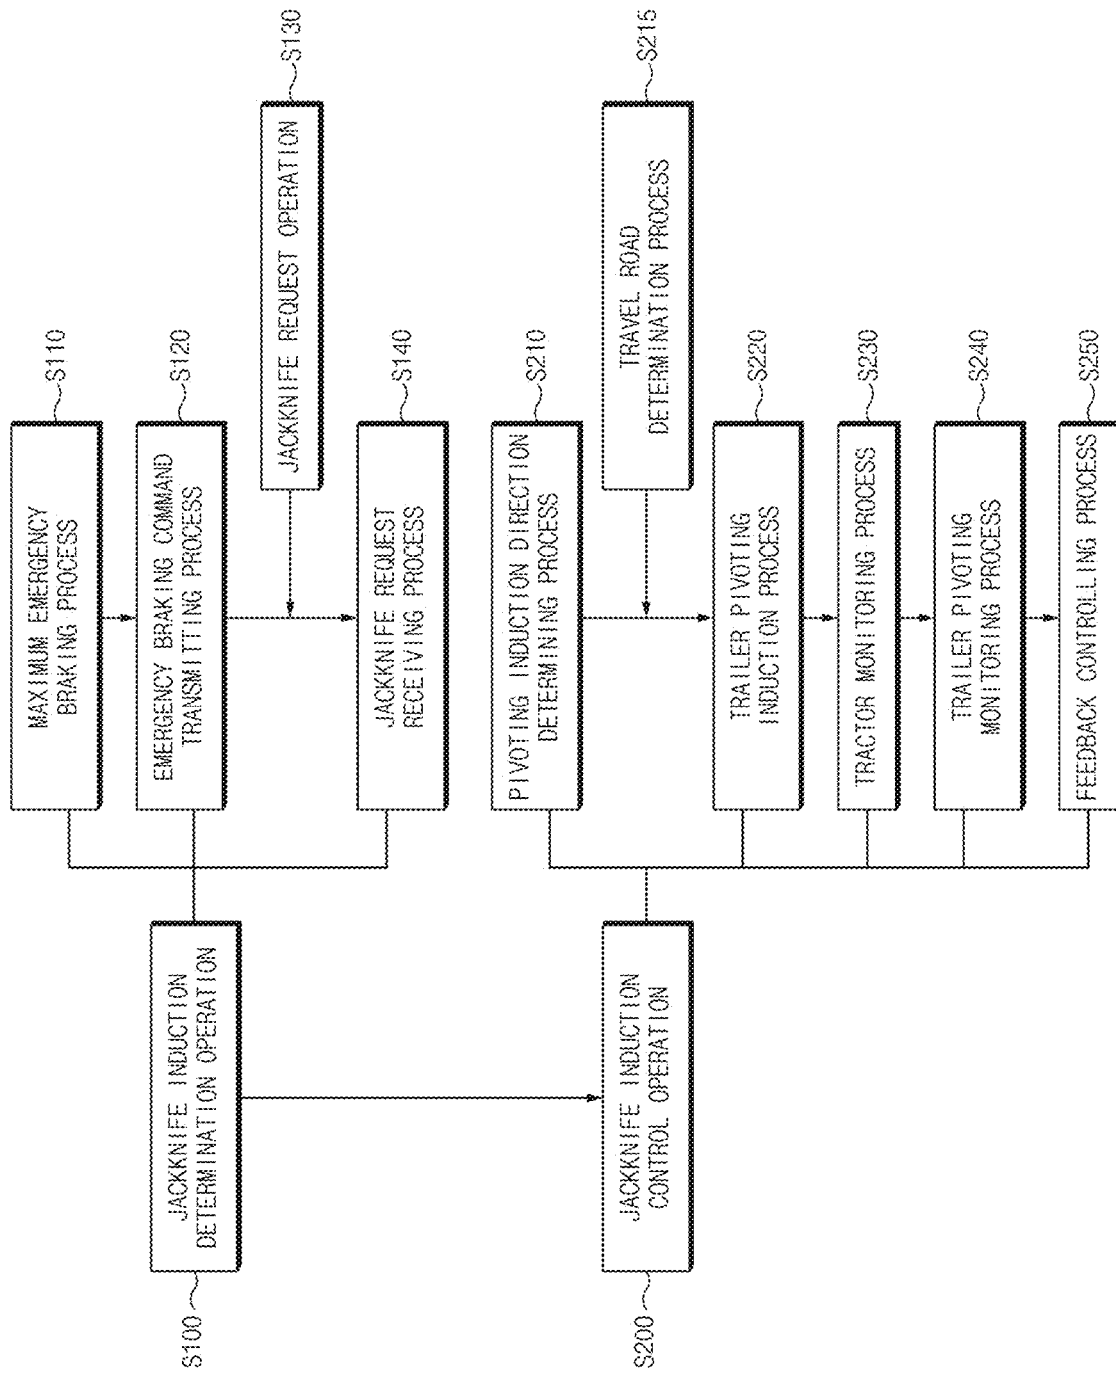 S100
JACKKNIFE INDUCTION
DETERMINATION OPERATION
MAXIMUM EMERGENCY
BRAKING PROCESS
S110
EMERGENCY BRAKING COMMAND
TRANSMITTING PROCESS
S120
JACKKNIFE REQUEST OPERATION
S130
JACKKNIFE REQUEST
RECEIVING PROCESS
S140
S200
JACKKNIFE INDUCTION
CONTROL OPERATION
PIVOTING INDUCTION DIRECTION
DETERMINING PROCESS
S210
TRAVEL ROAD
DETERMINATION PROCESS
S215
TRAILER PIVOTING
INDUCTION PROCESS
S220
TRACTOR MONITORING PROCESS
S230
TRAILER PIVOTING
MONITORING PROCESS
S240
FEEDBACK CONTROLLING PROCESS
S250